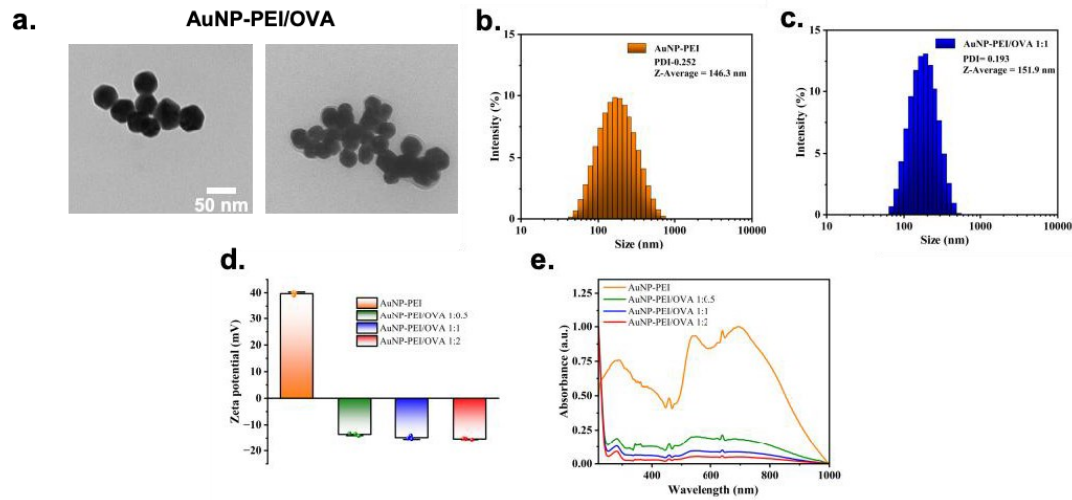 a.
AuNP-PEI/OVA
50 nm
b.
15
10
5
0
Intensity (%)
AuNP-PEI
PDI-0.252
Z-Average = 146.3 nm
10
100
1000
10000
Size (nm)
c.
15
10
5
0
Intensity (%)
AuNP-PEI/OVA 1:1
PDI= 0.193
Z-Average = 151.9 nm
10
100
1000
10000
Size (nm)
d.
40
30
20
10
0
−10
−20
Zeta potential (mV)
AuNP-PEI
AuNP-PEI/OVA 1:0.5
AuNP-PEI/OVA 1:1
AuNP-PEI/OVA 1:2
e.
1.25
1.00
0.75
0.50
0.25
0.00
Absorbance (a.u.)
AuNP-PEI
AuNP-PEI/OVA 1:0.5
AuNP-PEI/OVA 1:1
AuNP-PEI/OVA 1:2
400
600
800
1000
Wavelength (nm)